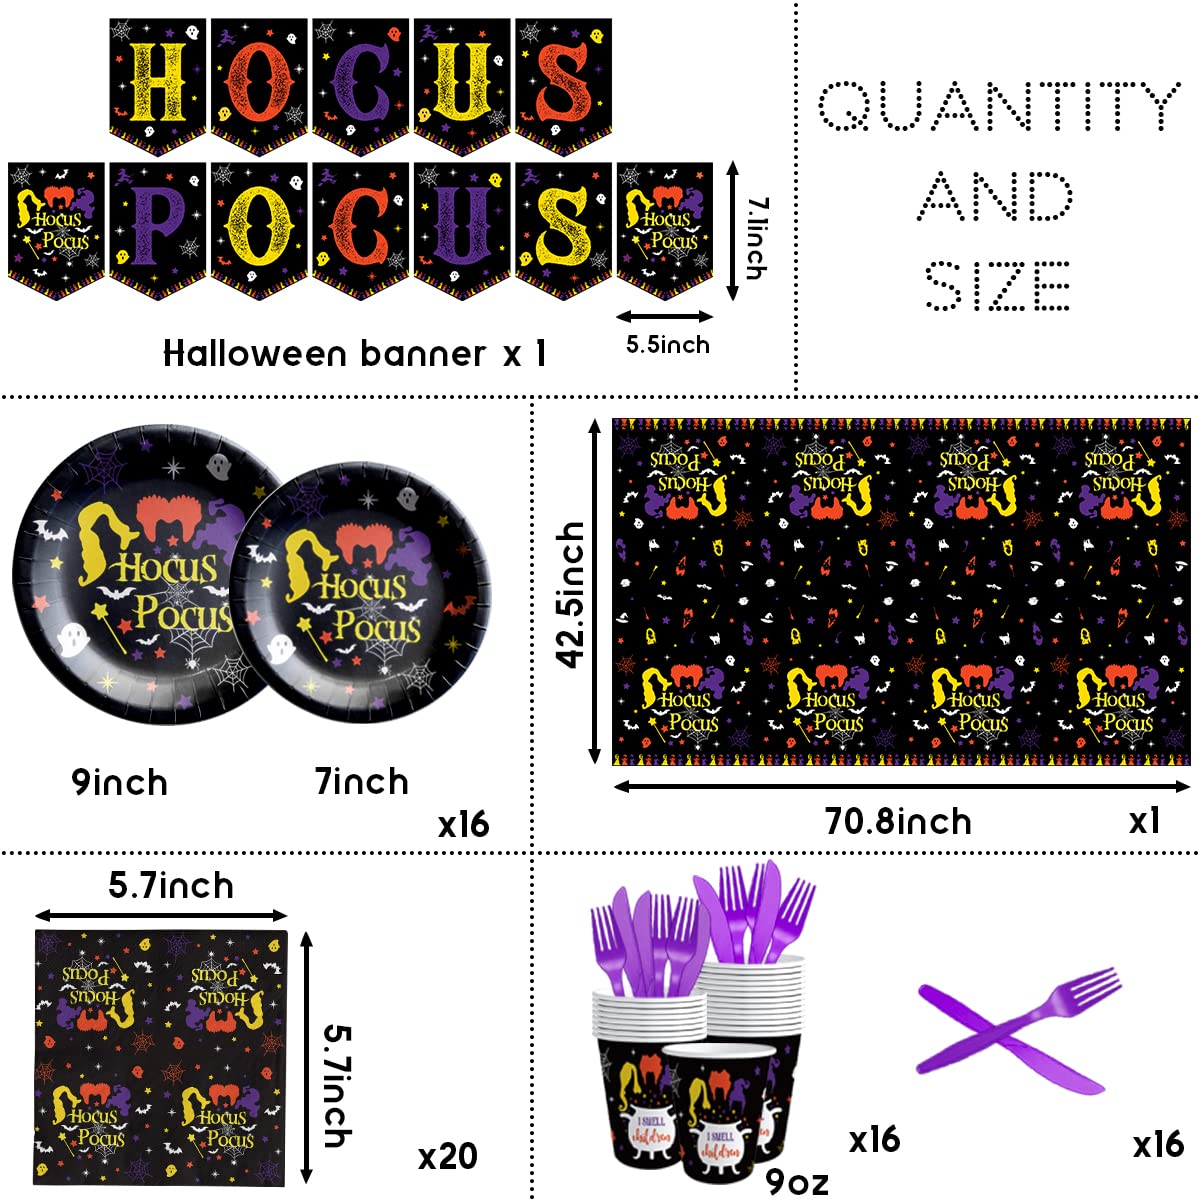 HOCUS
QUANTITY
AND
SIZE
Hocus
Pocus
POCUS
Hocus
Pocus
7.1inch
5.5inch
Halloween banner x 1
Hocus
Pocus
Hocus
Pocus
9inch
7inch
x16
Hocus
Pocus
Hocus
Pocus
Hocus
Pocus
Hocus
Pocus
Hocus
Pocus
Hocus
Pocus
Hocus
Pocus
Hocus
Pocus
42.5inch
70.8inch
x1
5.7inch
Hocus
Pocus
Hocus
Pocus
Hocus
Pocus
Hocus
Pocus
5.7inch
x20
I SMELL
children
I SMELL
children
9oz
x16
x16